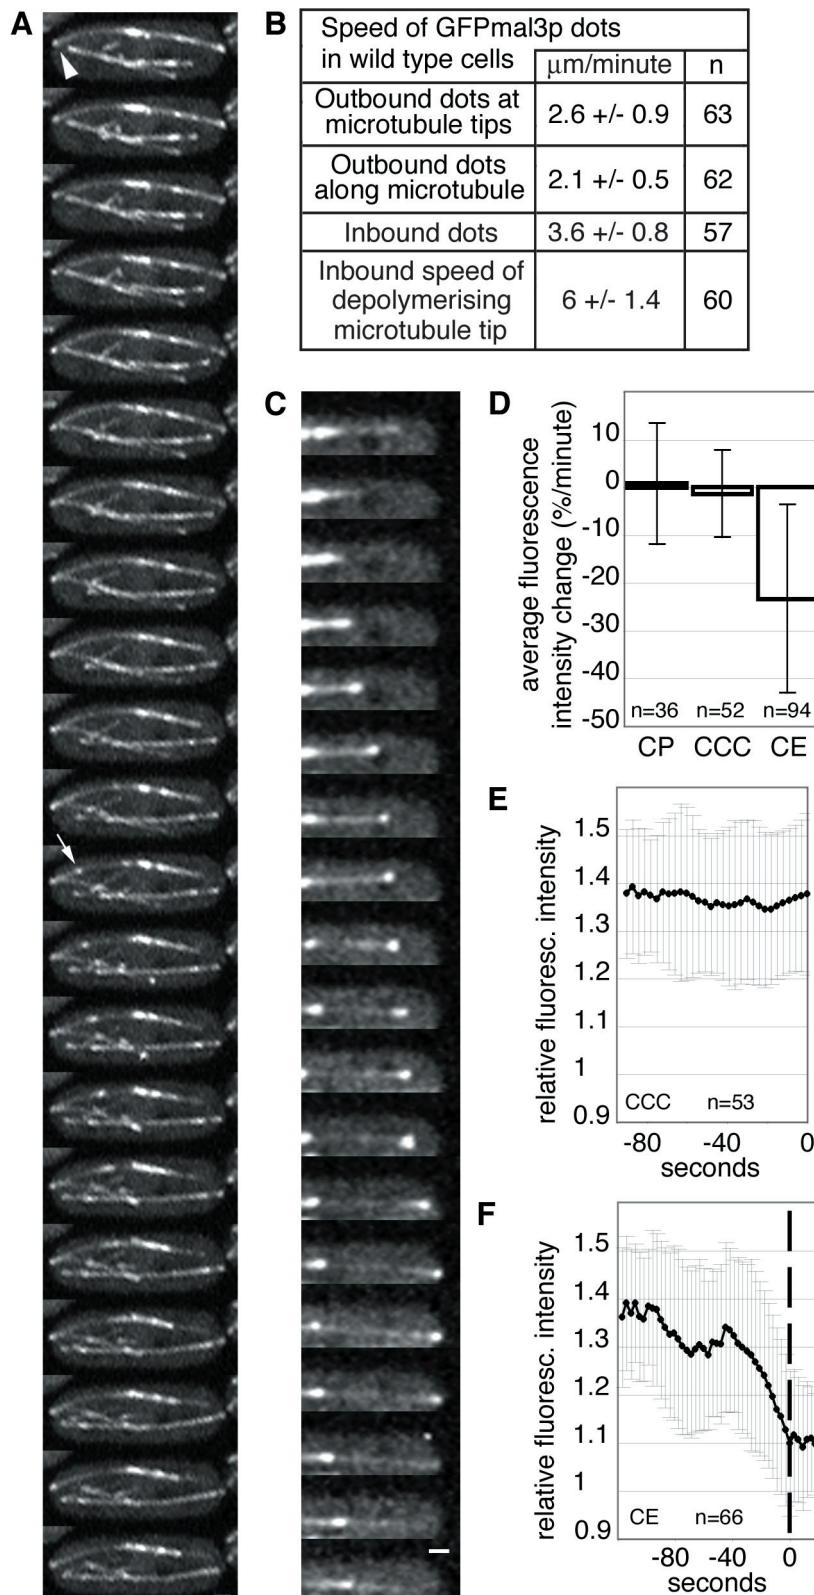 A
B
Speed of GFPmal3p dots
in wild type cells
μm/minute
n
Outbound dots at
microtubule tips
2.6 +/- 0.9
63
Outbound dots
along microtubule
2.1 +/- 0.5
62
Inbound dots
3.6 +/- 0.8
57
Inbound speed of
depolymerising
microtubule tip
6 +/- 1.4
60
C
D
average fluorescence
intensity change (%/minute)
10
0
-10
-20
-30
-40
-50
n=36
n=52
n=94
CP
CCC
CE
E
relative fluoresc. intensity
1.5
1.4
1.3
1.2
1.1
1
0.9
CCC
n=53
-80
-40
0
seconds
F
relative fluoresc. intensity
1.5
1.4
1.3
1.2
1.1
1
0.9
CE
n=66
-80
-40
0
seconds